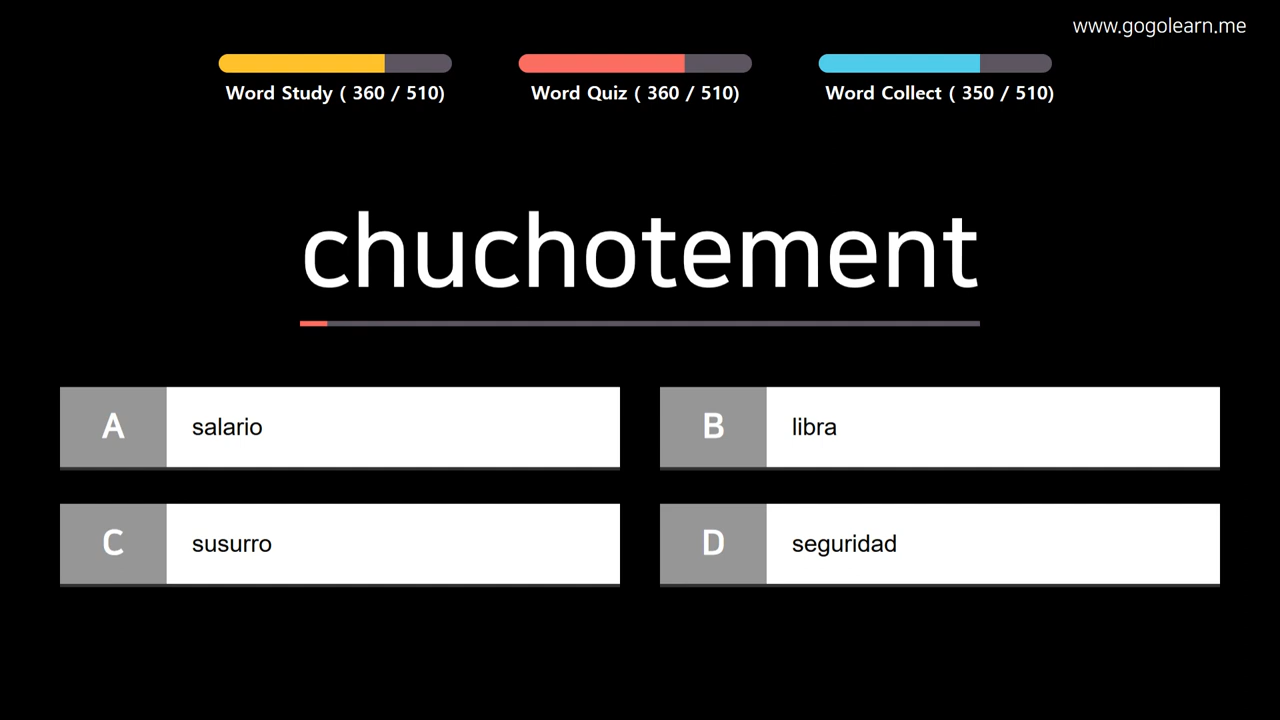 www.gogolearn.me
Word Study ( 360 / 510)
Word Quiz ( 360 / 510)
Word Collect ( 350 / 510)
chuchotement
A salario
B libra
C susurro
D seguridad